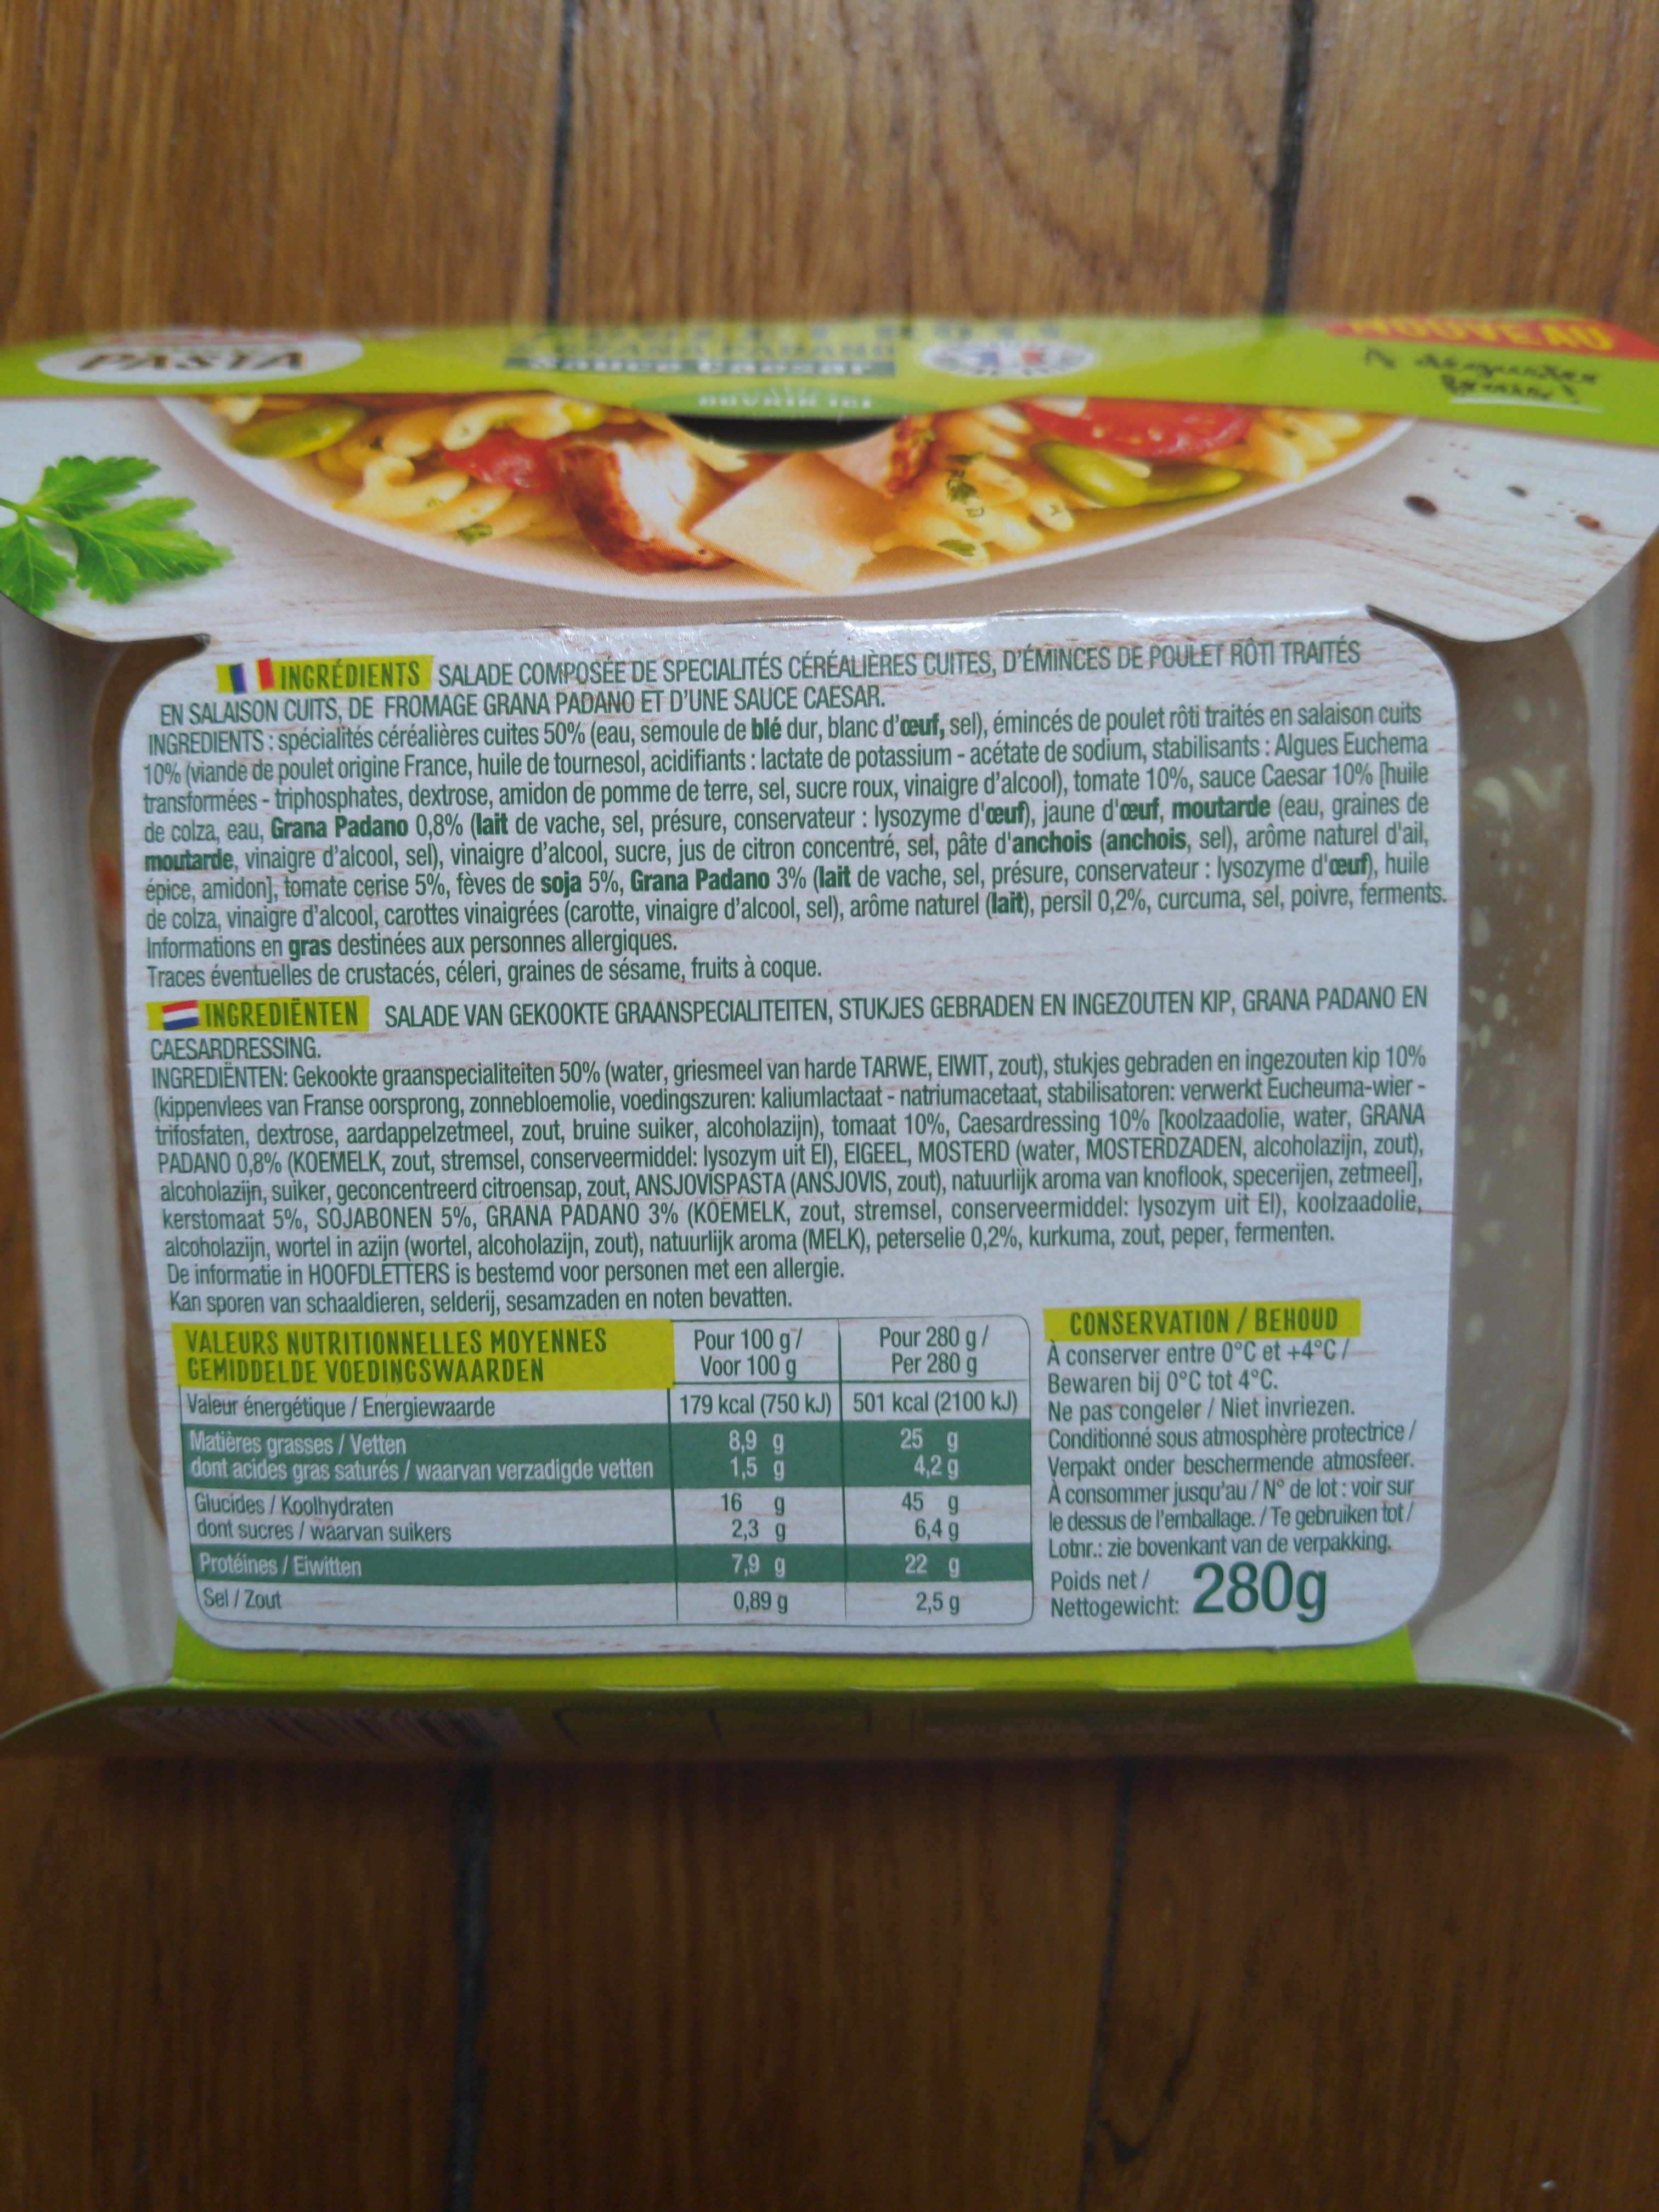 PASTA
NOUVEAU
GRANA PADANO
Sauce Caesar
OUVRIR ICI
INGRÉDIENTS SALADE COMPOSÉE DE SPECIALITÉS CÉRÉALIÈRES CUITES, D'ÉMINCES DE POULET RÔTI TRAITÉS
EN SALAISON CUITS, DE FROMAGE GRANA PADANO ET D'UNE SAUCE CAESAR.
INGREDIENTS : spécialités céréalières cuites 50% (eau, semoule de blé dur, blanc d'œuf, sel), émincés de poulet rôti traités en salaison cuits
10% (viande de poulet origine France, huile de tournesol, acidifiants : lactate de potassium - acétate de sodium, stabilisants : Algues Euchema
transformées - triphosphates, dextrose, amidon de pomme de terre, sel, sucre roux, vinaigre d'alcool), tomate 10%, sauce Caesar 10% [huile
de colza, eau, Grana Padano 0,8% (lait de vache, sel, présure, conservateur : lysozyme d'œuf), jaune d'œuf, moutarde (eau, graines de
moutarde, vinaigre d'alcool, sel), vinaigre d'alcool, sucre, jus de citron concentré, sel, pâte d'anchois (anchois, sel), arôme naturel d'ail,
épice, amidon], tomate cerise 5%, fèves de soja 5%, Grana Padano 3% (lait de vache, sel, présure, conservateur : lysozyme d'œuf), huile
de colza, vinaigre d'alcool, carottes vinaigrées (carotte, vinaigre d'alcool, sel), arôme naturel (lait), persil 0,2%, curcuma, sel, poivre, ferments.
Informations en gras destinées aux personnes allergiques.
Traces éventuelles de crustacés, céleri, graines de sésame, fruits à coque.
INGREDIËNTEN SALADE VAN GEKOOKTE GRAANSPECIALITEITEN, STUKJES GEBRADEN EN INGEZOUTEN KIP, GRANA PADANO EN
CAESARDRESSING.
INGREDIËNTEN: Gekookte graanspecialiteiten 50% (water, griesmeel van harde TARWE, EIWIT, zout), stukjes gebraden en ingezouten kip 10%
(kippenvlees van Franse oorsprong, zonnebloemolie, voedingszuren: kaliumlactaat - natriumacetaat, stabilisatoren: verwerkt Eucheuma-wier -
trifosfaten, dextrose, aardappelzetmeel, zout, bruine suiker, alcoholazijn), tomaat 10%, Caesardressing 10% [koolzaadolie, water, GRANA
PADANO 0,8% (KOEMELK, zout, stremsel, conserveermiddel: lysozym uit EI), EIGEEL, MOSTERD (water, MOSTERDZADEN, alcoholazijn, zout),
alcoholazijn, suiker, geconcentreerd citroensap, zout, ANSJOVISPASTA (ANSJOVIS, zout), natuurlijk aroma van knoflook, specerijen, zetmeel],
kerstomaat 5%, SOJABONEN 5%, GRANA PADANO 3% (KOEMELK, zout, stremsel, conserveermiddel: lysozym uit EI), koolzaadolie,
alcoholazijn, wortel in azijn (wortel, alcoholazijn, zout), natuurlijk aroma (MELK), peterselie 0,2%, kurkuma, zout, peper, fermenten.
De informatie in HOOFDLETTERS is bestemd voor personen met een allergie.
Kan sporen van schaaldieren, selderij, sesamzaden en noten bevatten.
VALEURS NUTRITIONNELLES MOYENNES
GEMIDDELDE VOEDINGSWAARDEN
Pour 100 g / Voor 100 g
Pour 280 g / Per 280 g
Valeur énergétique / Energiewaarde 179 kcal (750 kJ) 501 kcal (2100 kJ)
Matières grasses / Vetten 8,9 g 25 g
dont acides gras saturés / waarvan verzadigde vetten 1,5 g 4,2 g
Glucides / Koolhydraten 16 g 45 g
dont sucres / waarvan suikers 2,3 g 6,4 g
Protéines / Eiwitten 7,9 g 22 g
Sel / Zout 0,89 g 2,5 g
CONSERVATION / BEHOUD
À conserver entre 0°C et +4°C /
Bewaren bij 0°C tot 4°C.
Ne pas congeler / Niet invriezen.
Conditionné sous atmosphère protectrice /
Verpakt onder beschermende atmosfeer.
À consommer jusqu'au / N° de lot : voir sur
le dessus de l'emballage. / Te gebruiken tot /
Lotnr.: zie bovenkant van de verpakking.
Poids net /
Nettogewicht: 280g